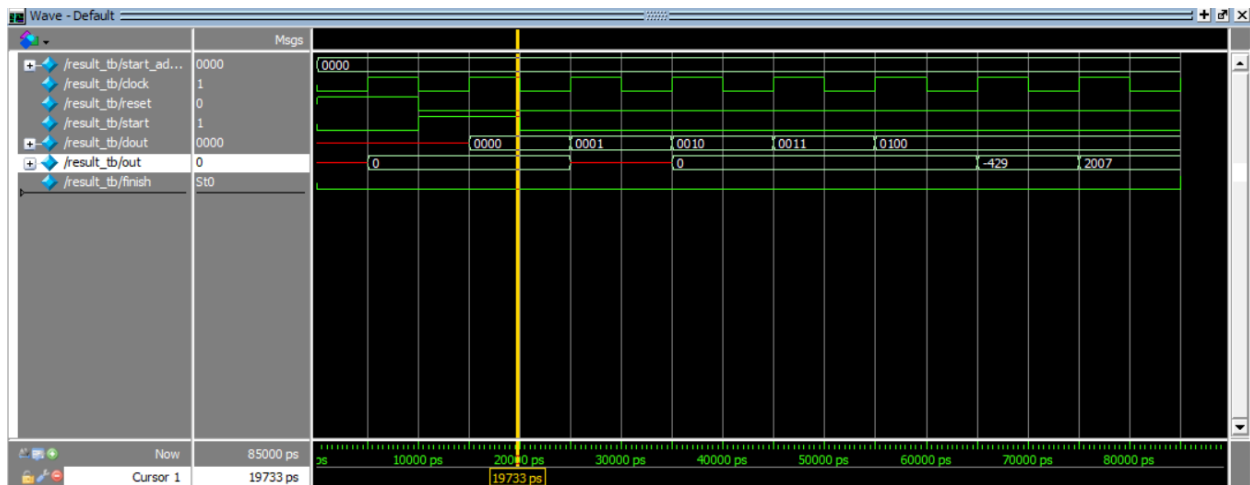 Wave - Default
Msgs
/result_tb/start_ad... 0000 0000
/result_tb/clock 1
/result_tb/reset 0
/result_tb/start 1
/result_tb/dout 0000 0000 0001 0010 0011 0100
/result_tb/out 0 0 0 -429 2007
/result_tb/finish St0
Now 85000 ps ps 10000 ps 20000 ps 30000 ps 40000 ps 50000 ps 60000 ps 70000 ps 80000 ps
Cursor 1 19733 ps 19733 ps